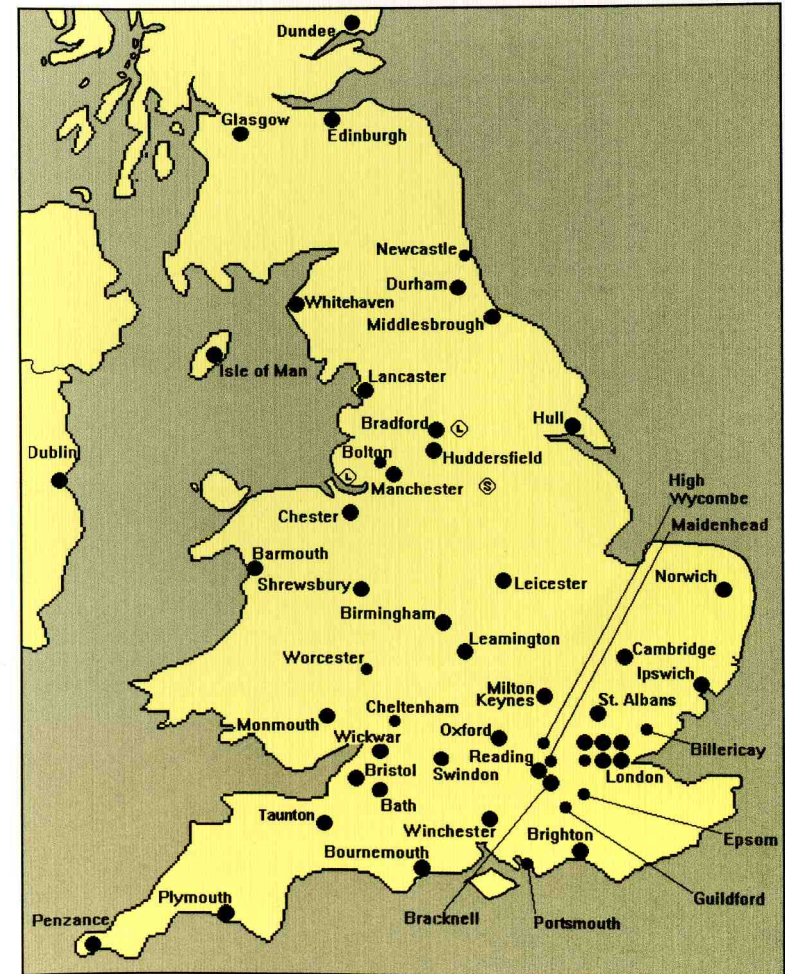 Dundee
Glasgow
Edinburgh
Newcastle
Durham
Whitehaven
Middlesbrough
Isle of Man
Lancaster
Bradford
L
Hull
Dublin
Bolton
Huddersfield
L
Manchester
S
High
Wycombe
Maidenhead
Chester
Barmouth
Shrewsbury
Leicester
Norwich
Birmingham
Leamington
Cambridge
Worcester
Ipswich
Milton
Keynes
St. Albans
Monmouth
Cheltenham
Oxford
Wickwar
Reading
Billericay
Bristol
Swindon
London
Bath
Taunton
Winchester
Brighton
Epsom
Bournemouth
Guildford
Plymouth
Penzance
Bracknell
Portsmouth